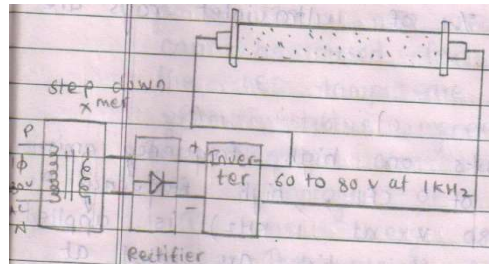 step down
xmer
P
1ϕ
N
+
-
Inver-
ter
60 to 80 v at 1KHz
Rectifier